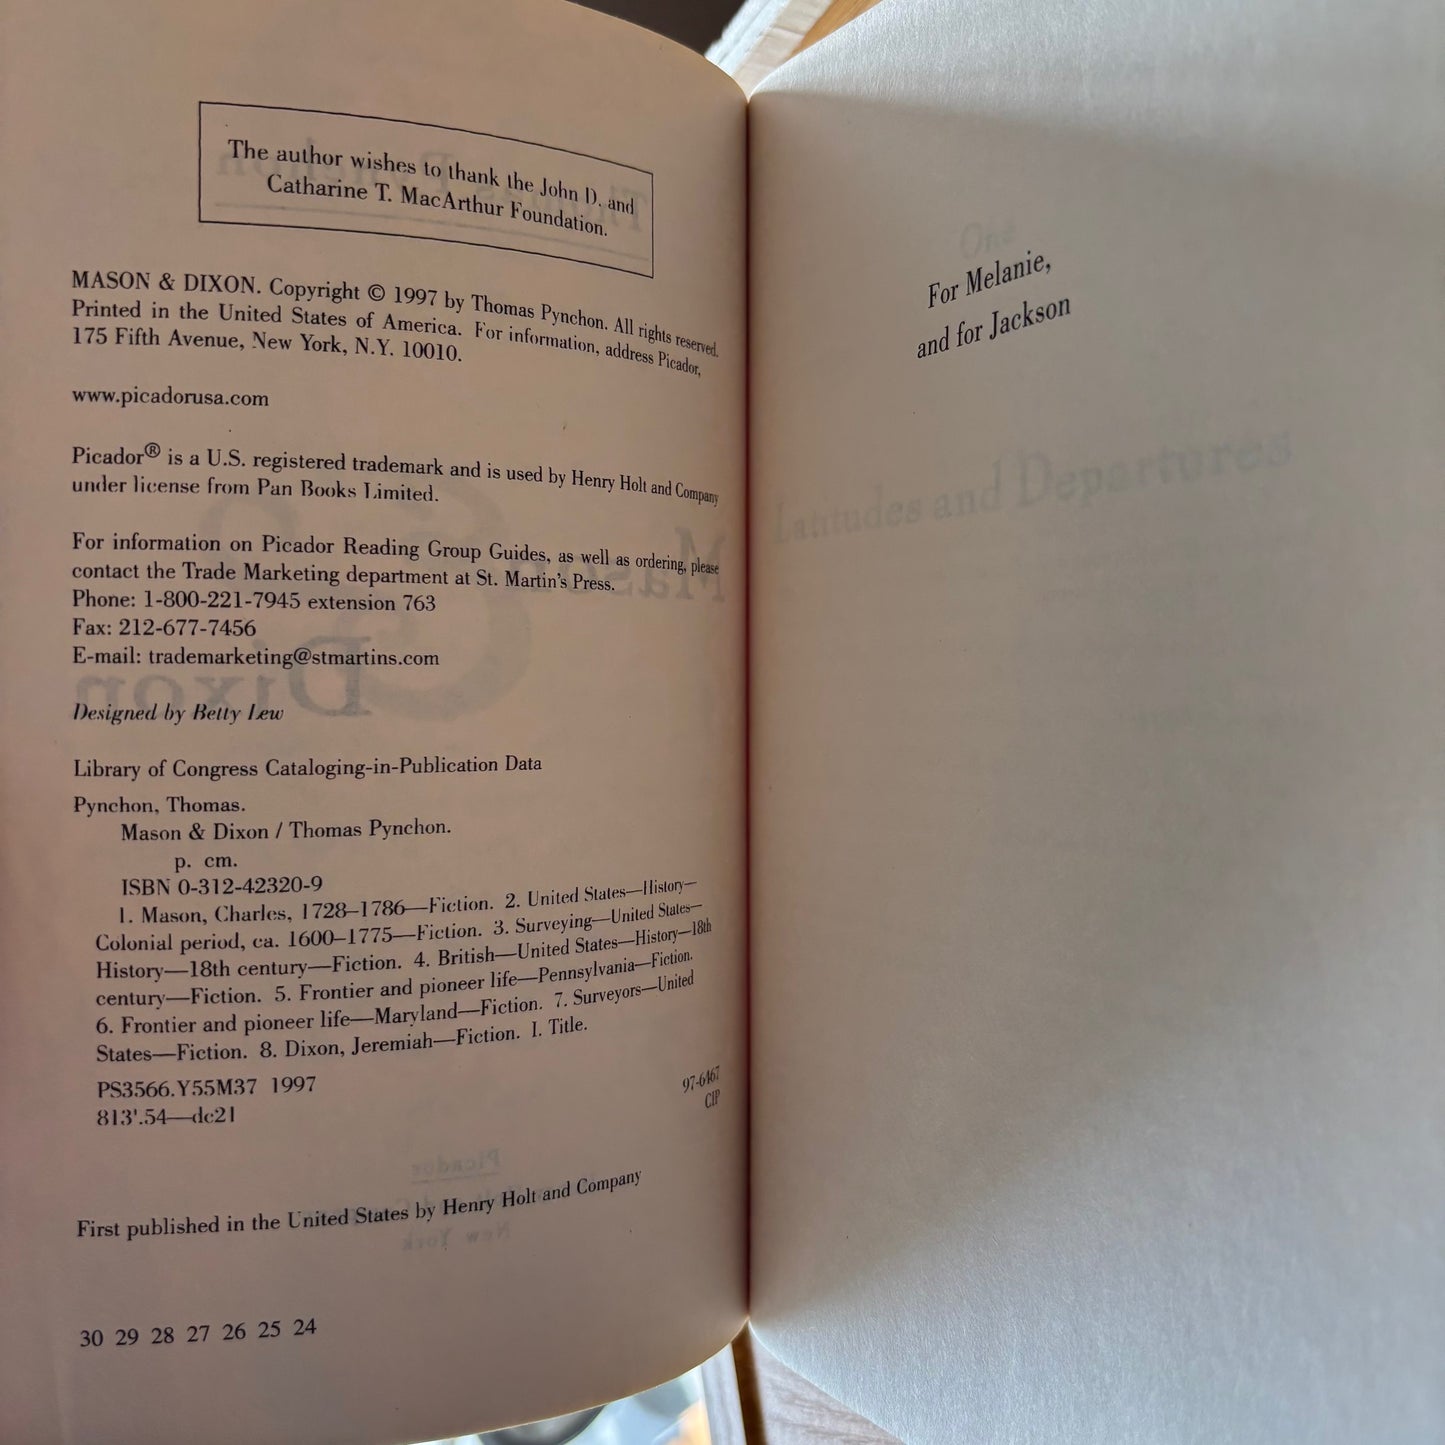 The author wishes to thank the John D. and
Catharine T. MacArthur Foundation.
MASON & DIXON. Copyright © 1997 by Thomas Pynchon. All rights reserved.
Printed in the United States of America. For information, address Picador,
175 Fifth Avenue, New York, N.Y. 10010.
www.picadorusa.com
Picador® is a U.S. registered trademark and is used by Henry Holt and Company
under license from Pan Books Limited.
For information on Picador Reading Group Guides, as well as ordering, please
contact the Trade Marketing department at St. Martin's Press.
Phone: 1-800-221-7945 extension 763
Fax: 212-677-7456
E-mail: trademarketing@stmartins.com
Designed by Betty Lew
Library of Congress Cataloging-in-Publication Data
Pynchon, Thomas.
Mason & Dixon / Thomas Pynchon.
p. cm.
ISBN 0-312-42320-9
1. Mason, Charles, 1728–1786—Fiction. 2. United States—History—
Colonial period, ca. 1600–1775—Fiction. 3. Surveying—United States—
History—18th century—Fiction. 4. British—United States—History—18th
century—Fiction. 5. Frontier and pioneer life—Pennsylvania—Fiction.
6. Frontier and pioneer life—Maryland—Fiction. 7. Surveyors—United
States—Fiction. 8. Dixon, Jeremiah—Fiction. I. Title.
PS3566.Y55M37 1997
813'.54—dc21
97-6467
CIP
First published in the United States by Henry Holt and Company
30 29 28 27 26 25 24
For Melanie,
and for Jackson
One
Latitudes and Departures